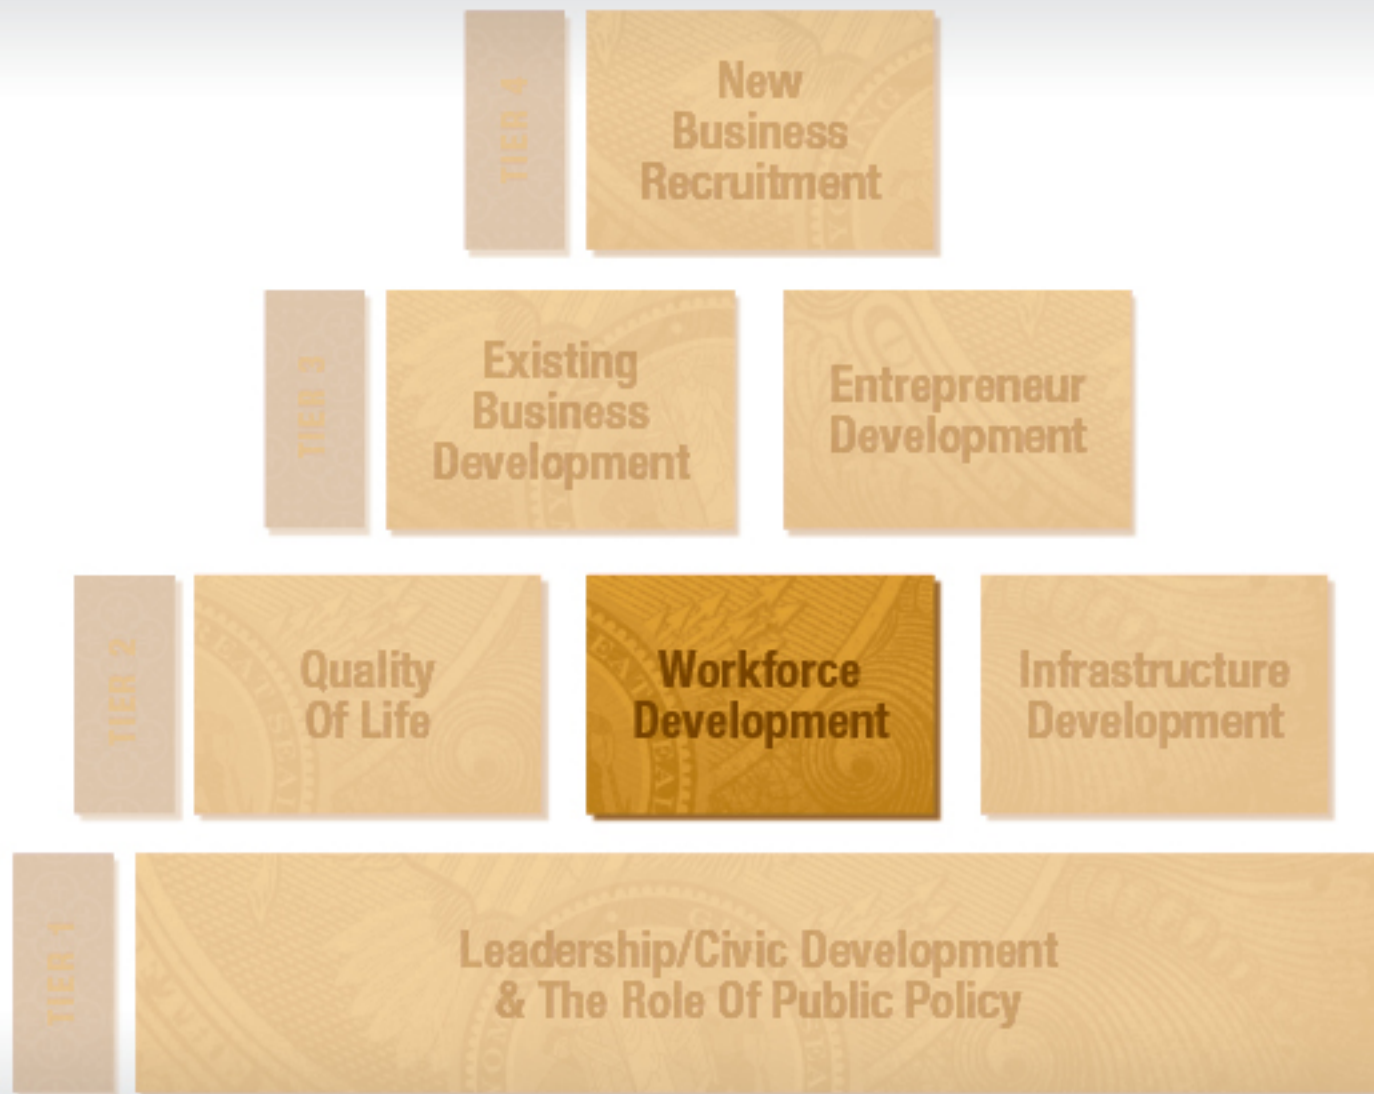 TIER 4
New
Business
Recruitment
TIER 3
Existing
Business
Development
Entrepreneur
Development
TIER 2
Quality
Of Life
Workforce
Development
Infrastructure
Development
TIER 1
Leadership/Civic Development
& The Role Of Public Policy